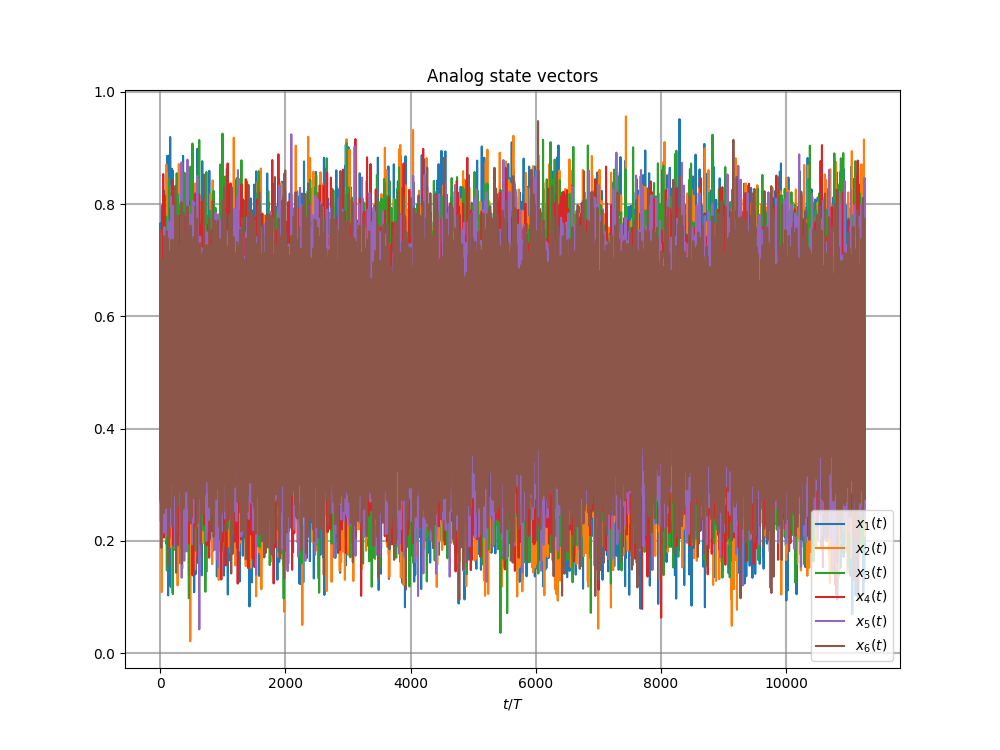 Analog state vectors
1.0
0.8
0.6
0.4
0.2
0.0
0 2000 4000 6000 8000 10000
t/T
x₁(t)
x₂(t)
x₃(t)
x₄(t)
x₅(t)
x₆(t)